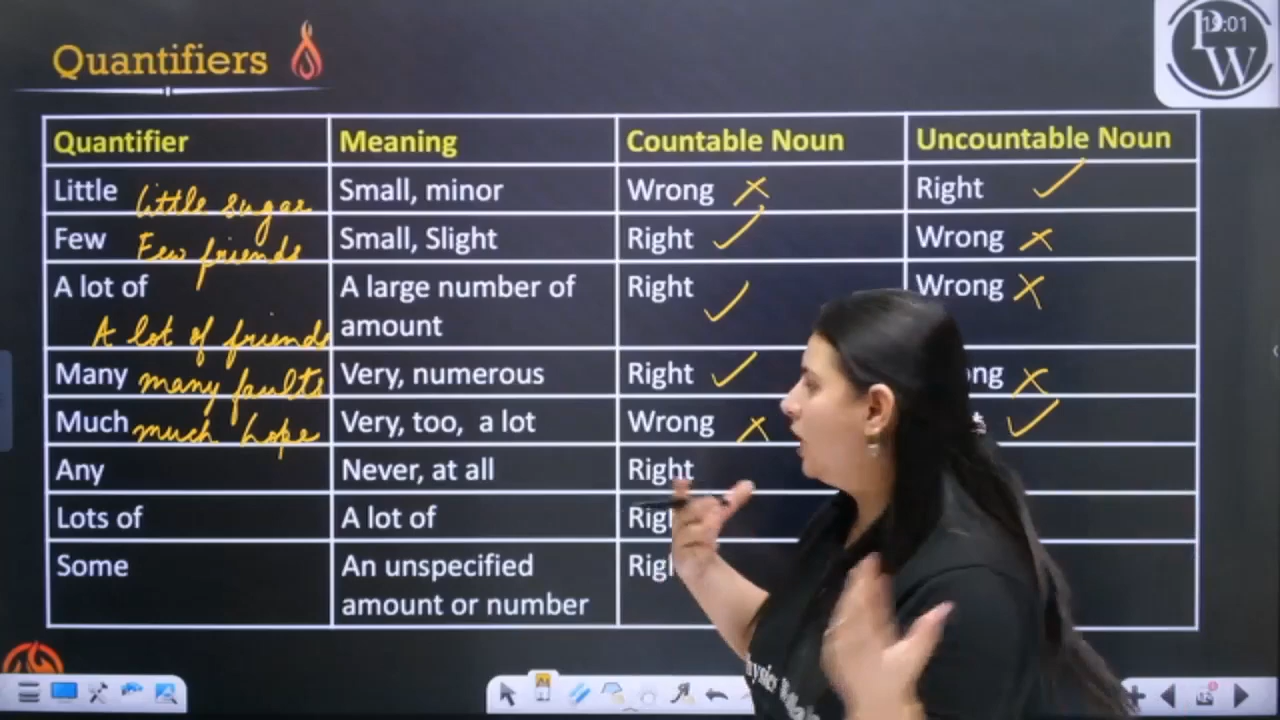 19:01
PW
Quantifiers
Quantifier Meaning Countable Noun Uncountable Noun
Little little sugar Small, minor Wrong Right
Few Few friends Small, Slight Right Wrong
A lot of A large number of Right Wrong
A lot of friends amount
Many many faults Very, numerous Right
Much much hope Very, too, a lot Wrong
Any Never, at all Right
Lots of A lot of
Some An unspecified
amount or number